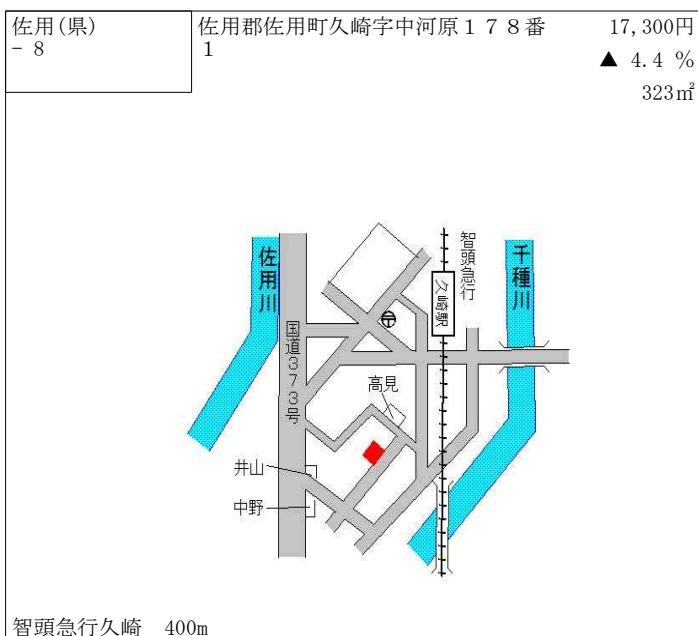 佐用(県)
- 8
佐用郡佐用町久崎字中河原１７８番
1
17,300円
▲ 4.4 %
323㎡
佐用川
国道373号
智頭急行
久崎駅
千種川
高見
井山
中野
智頭急行久崎　400m